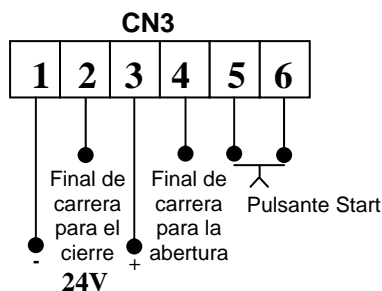 CN3
1 2 3 4 5 6
Final de
carrera
para el
cierre
Final de
carrera
para la
abertura
Pulsante Start
- +
24V